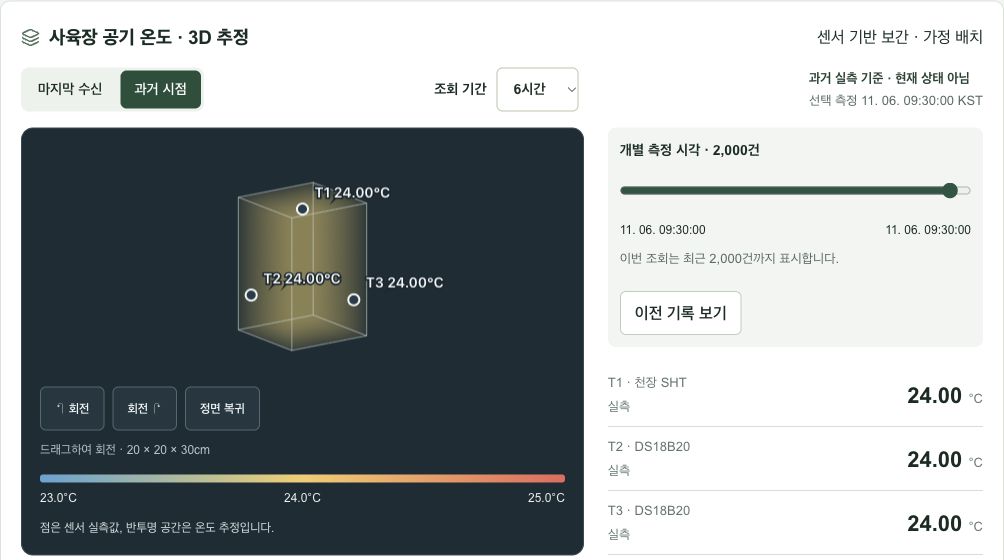 사육장 공기 온도 · 3D 추정
센서 기반 보간 · 가정 배치
마지막 수신
과거 시점
조회 기간
6시간
과거 실측 기준 · 현재 상태 아님
선택 측정 11. 06. 09:30:00 KST
T1 24.00°C
T2 24.00°C
T3 24.00°C
회전
회전
정면 복귀
드래그하여 회전 · 20 × 20 × 30cm
23.0°C
24.0°C
25.0°C
점은 센서 실측값, 반투명 공간은 온도 추정입니다.
개별 측정 시각 · 2,000건
11. 06. 09:30:00
11. 06. 09:30:00
이번 조회는 최근 2,000건까지 표시합니다.
이전 기록 보기
T1 · 천장 SHT
실측
24.00 °C
T2 · DS18B20
실측
24.00 °C
T3 · DS18B20
실측
24.00 °C